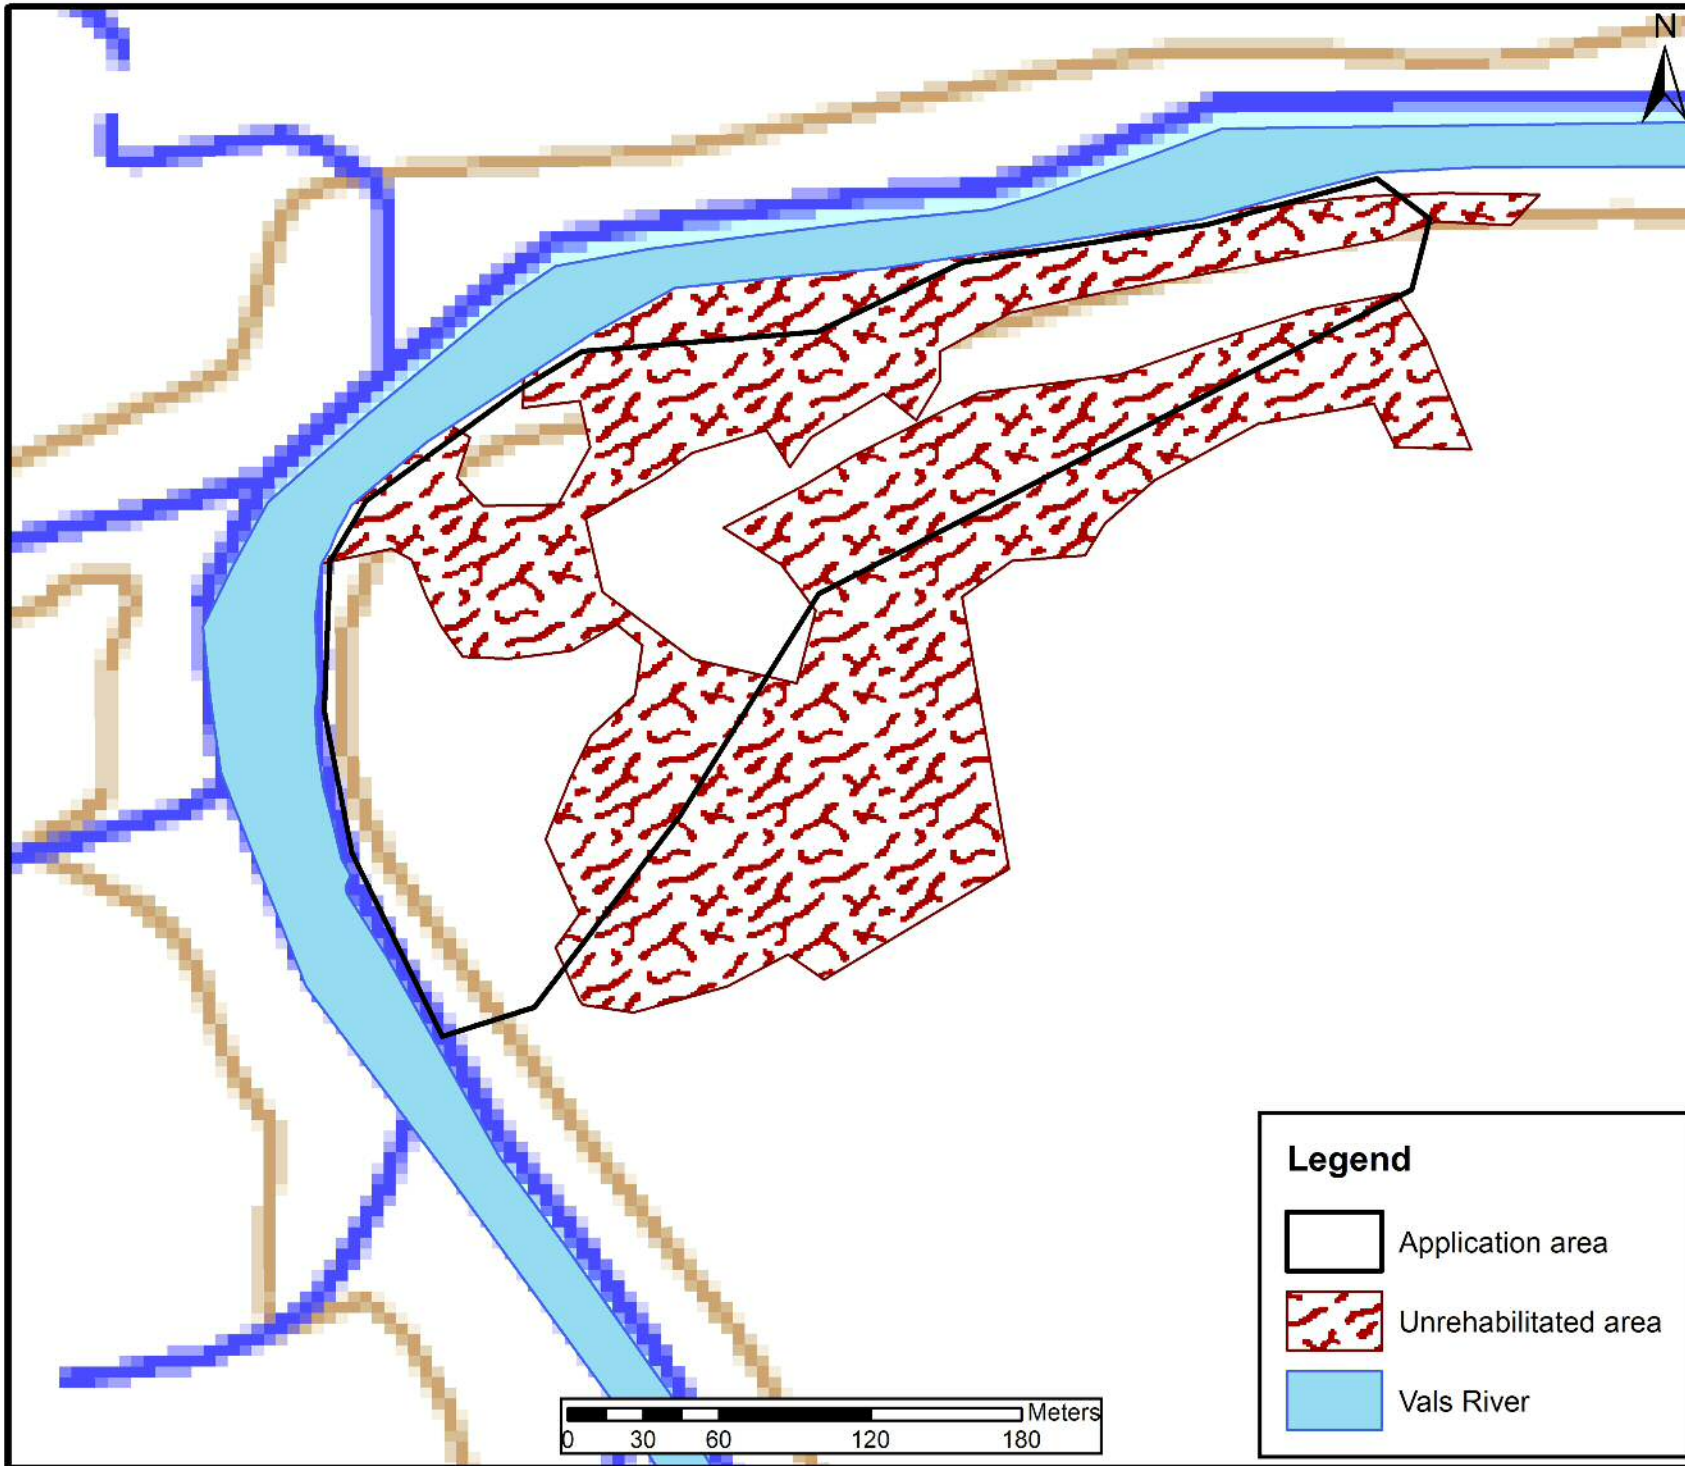 N
Legend
Application area
Unrehabilitated area
Vals River
Meters
0 30 60 120 180